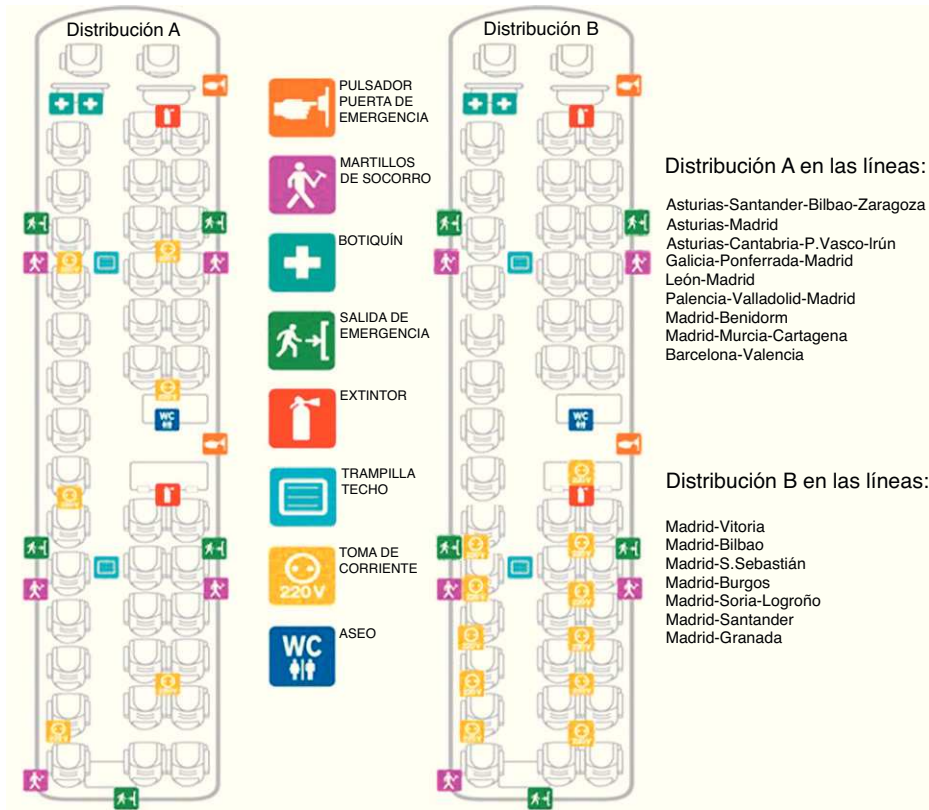 Distribución A
Distribución B
PULSADOR
PUERTA DE
EMERGENCIA
MARTILLOS
DE SOCORRO
BOTIQUÍN
SALIDA DE
EMERGENCIA
EXTINTOR
TRAMPILLA
TECHO
TOMA DE
CORRIENTE
220 V
ASEO
WC
WC
WC
Distribución A en las líneas:
Asturias-Santander-Bilbao-Zaragoza
Asturias-Madrid
Asturias-Cantabria-P.Vasco-Irún
Galicia-Ponferrada-Madrid
León-Madrid
Palencia-Valladolid-Madrid
Madrid-Benidorm
Madrid-Murcia-Cartagena
Barcelona-Valencia
Distribución B en las líneas:
Madrid-Vitoria
Madrid-Bilbao
Madrid-S.Sebastián
Madrid-Burgos
Madrid-Soria-Logroño
Madrid-Santander
Madrid-Granada